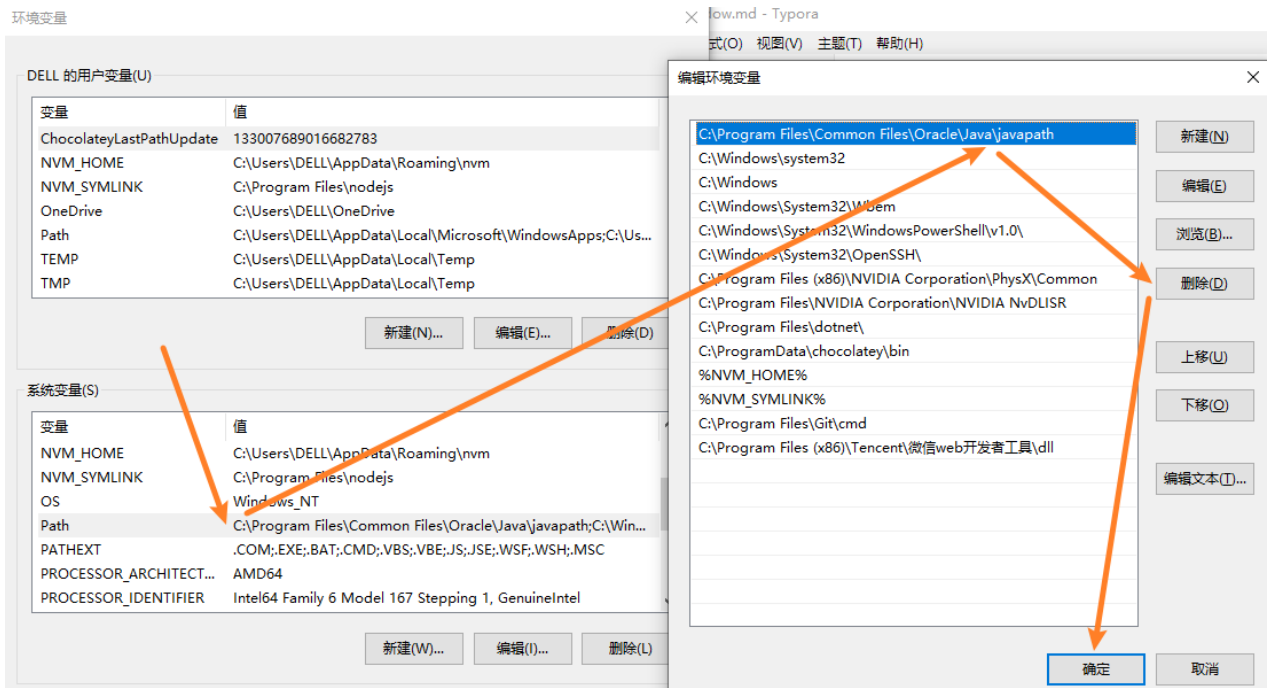 环境变量
DELL 的用户变量(U)
变量 值
ChocolateyLastPathUpdate 133007689016682783
NVM_HOME C:\Users\DELL\AppData\Roaming\nvm
NVM_SYMLINK C:\Program Files\nodejs
OneDrive C:\Users\DELL\OneDrive
Path C:\Users\DELL\AppData\Local\Microsoft\WindowsApps;C:\Us...
TEMP C:\Users\DELL\AppData\Local\Temp
TMP C:\Users\DELL\AppData\Local\Temp
新建(N)... 编辑(E)... 删除(D)
系统变量(S)
变量 值
NVM_HOME C:\Users\DELL\AppData\Roaming\nvm
NVM_SYMLINK C:\Program Files\nodejs
OS Windows_NT
Path C:\Program Files\Common Files\Oracle\Java\javapath;C:\Win...
PATHEXT .COM;.EXE;.BAT;.CMD;.VBS;.VBE;.JS;.JSE;.WSF;.WSH;.MSC
PROCESSOR_ARCHITECT... AMD64
PROCESSOR_IDENTIFIER Intel64 Family 6 Model 167 Stepping 1, GenuineIntel
新建(W)... 编辑(I)... 删除(L)
low.md - Typora
式(O) 视图(V) 主题(T) 帮助(H)
编辑环境变量
C:\Program Files\Common Files\Oracle\Java\javapath
C:\Windows\system32
C:\Windows
C:\Windows\System32\Wbem
C:\Windows\System32\WindowsPowerShell\v1.0\
C:\Windows\System32\OpenSSH\
C:\Program Files (x86)\NVIDIA Corporation\PhysX\Common
C:\Program Files\NVIDIA Corporation\NVIDIA NvDLISR
C:\Program Files\dotnet\
C:\ProgramData\chocolatey\bin
%NVM_HOME%
%NVM_SYMLINK%
C:\Program Files\Git\cmd
C:\Program Files (x86)\Tencent\微信web开发者工具\dll
新建(N)
编辑(E)
浏览(B)...
删除(D)
上移(U)
下移(O)
编辑文本(T)...
确定 取消